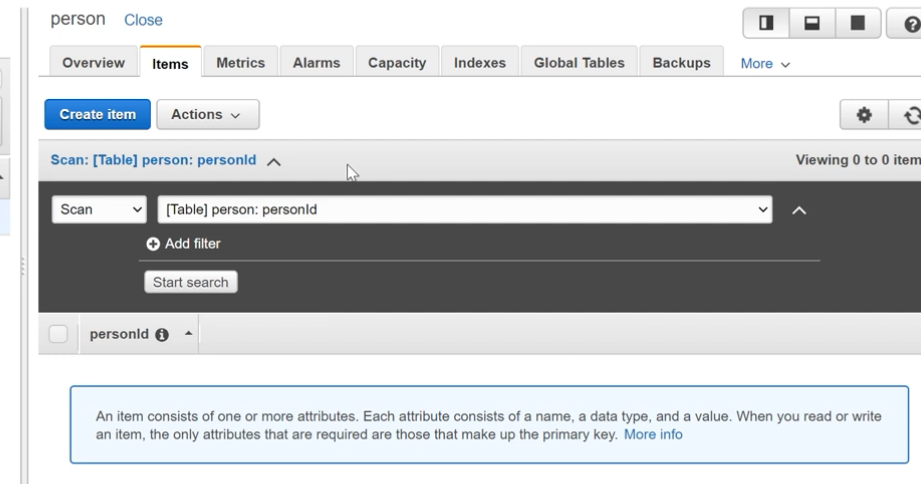 person Close
Overview Items Metrics Alarms Capacity Indexes Global Tables Backups More
Create item Actions
Scan: [Table] person: personId Viewing 0 to 0 item
Scan [Table] person: personId
Add filter
Start search
personId
An item consists of one or more attributes. Each attribute consists of a name, a data type, and a value. When you read or write
an item, the only attributes that are required are those that make up the primary key. More info